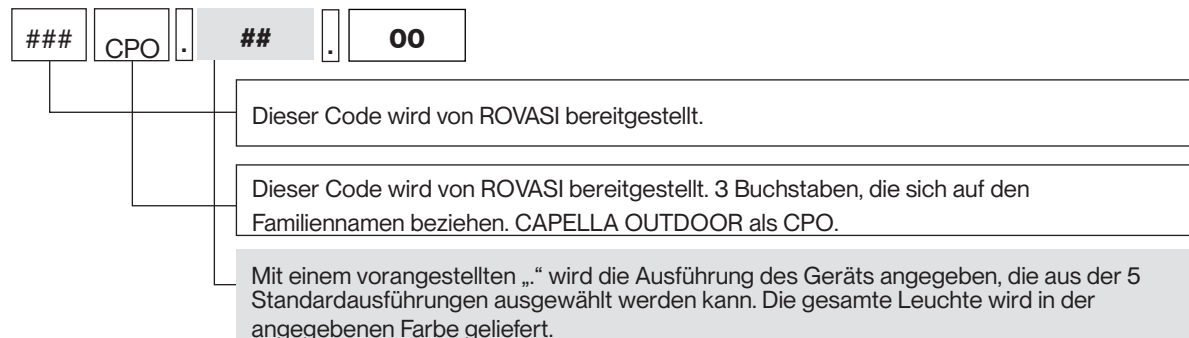 ### CPO . ## . 00
Dieser Code wird von ROVASI bereitgestellt.
Dieser Code wird von ROVASI bereitgestellt. 3 Buchstaben, die sich auf den
Familiennamen beziehen. CAPELLA OUTDOOR als CPO.
Mit einem vorangestellten „.“ wird die Ausführung des Geräts angegeben, die aus der 5
Standardausführungen ausgewählt werden kann. Die gesamte Leuchte wird in der
angegebenen Farbe geliefert.